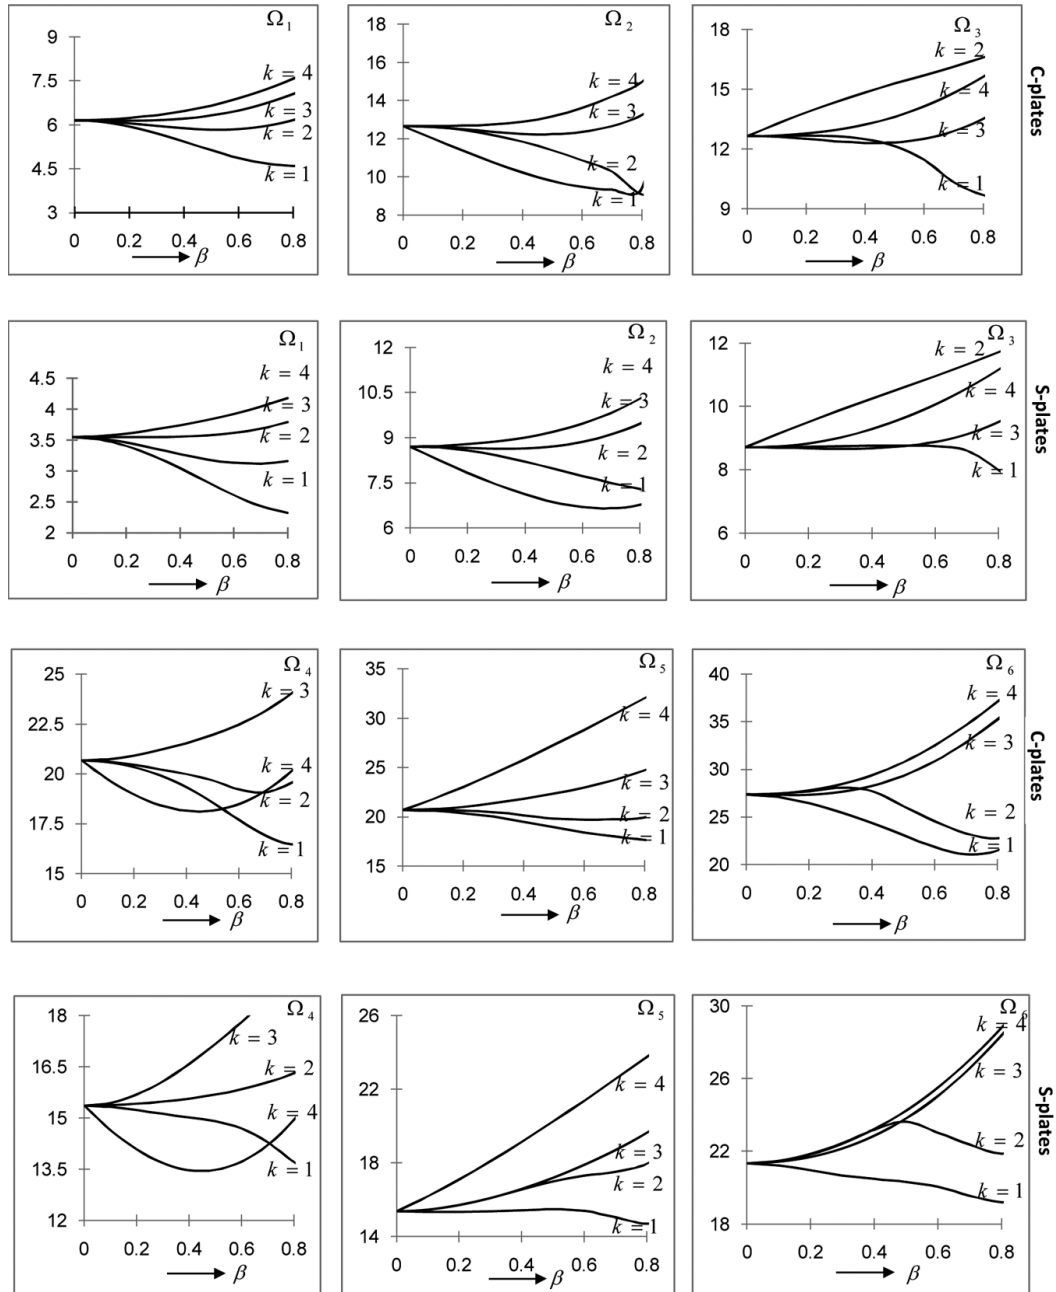 Ω1
9
7.5
6
4.5
3
k = 4
k = 3
k = 2
k = 1
0 0.2 0.4 0.6 0.8
β
Ω2
18
16
14
12
10
8
k = 4
k = 3
k = 2
k = 1
0 0.2 0.4 0.6 0.8
β
Ω3
18
15
12
9
k = 2
k = 4
k = 3
k = 1
0 0.2 0.4 0.6 0.8
β
C-plates
Ω1
4.5
4
3.5
3
2.5
2
k = 4
k = 3
k = 2
k = 1
0 0.2 0.4 0.6 0.8
β
Ω2
12
10.5
9
7.5
6
k = 4
k = 3
k = 2
k = 1
0 0.2 0.4 0.6 0.8
β
Ω3
12
10
8
6
k = 2
k = 4
k = 3
k = 1
0 0.2 0.4 0.6 0.8
β
S-plates
Ω4
25
22.5
20
17.5
15
k = 3
k = 4
k = 2
k = 1
0 0.2 0.4 0.6 0.8
β
Ω5
35
30
25
20
15
k = 4
k = 3
k = 2
k = 1
0 0.2 0.4 0.6 0.8
β
Ω6
40
35
30
25
20
k = 4
k = 3
k = 2
k = 1
0 0.2 0.4 0.6 0.8
β
C-plates
Ω4
18
16.5
15
13.5
12
k = 3
k = 2
k = 4
k = 1
0 0.2 0.4 0.6 0.8
β
Ω5
26
22
18
14
k = 4
k = 3
k = 2
k = 1
0 0.2 0.4 0.6 0.8
β
Ω6
30
26
22
18
k = 4
k = 3
k = 2
k = 1
0 0.2 0.4 0.6 0.8
β
S-plates